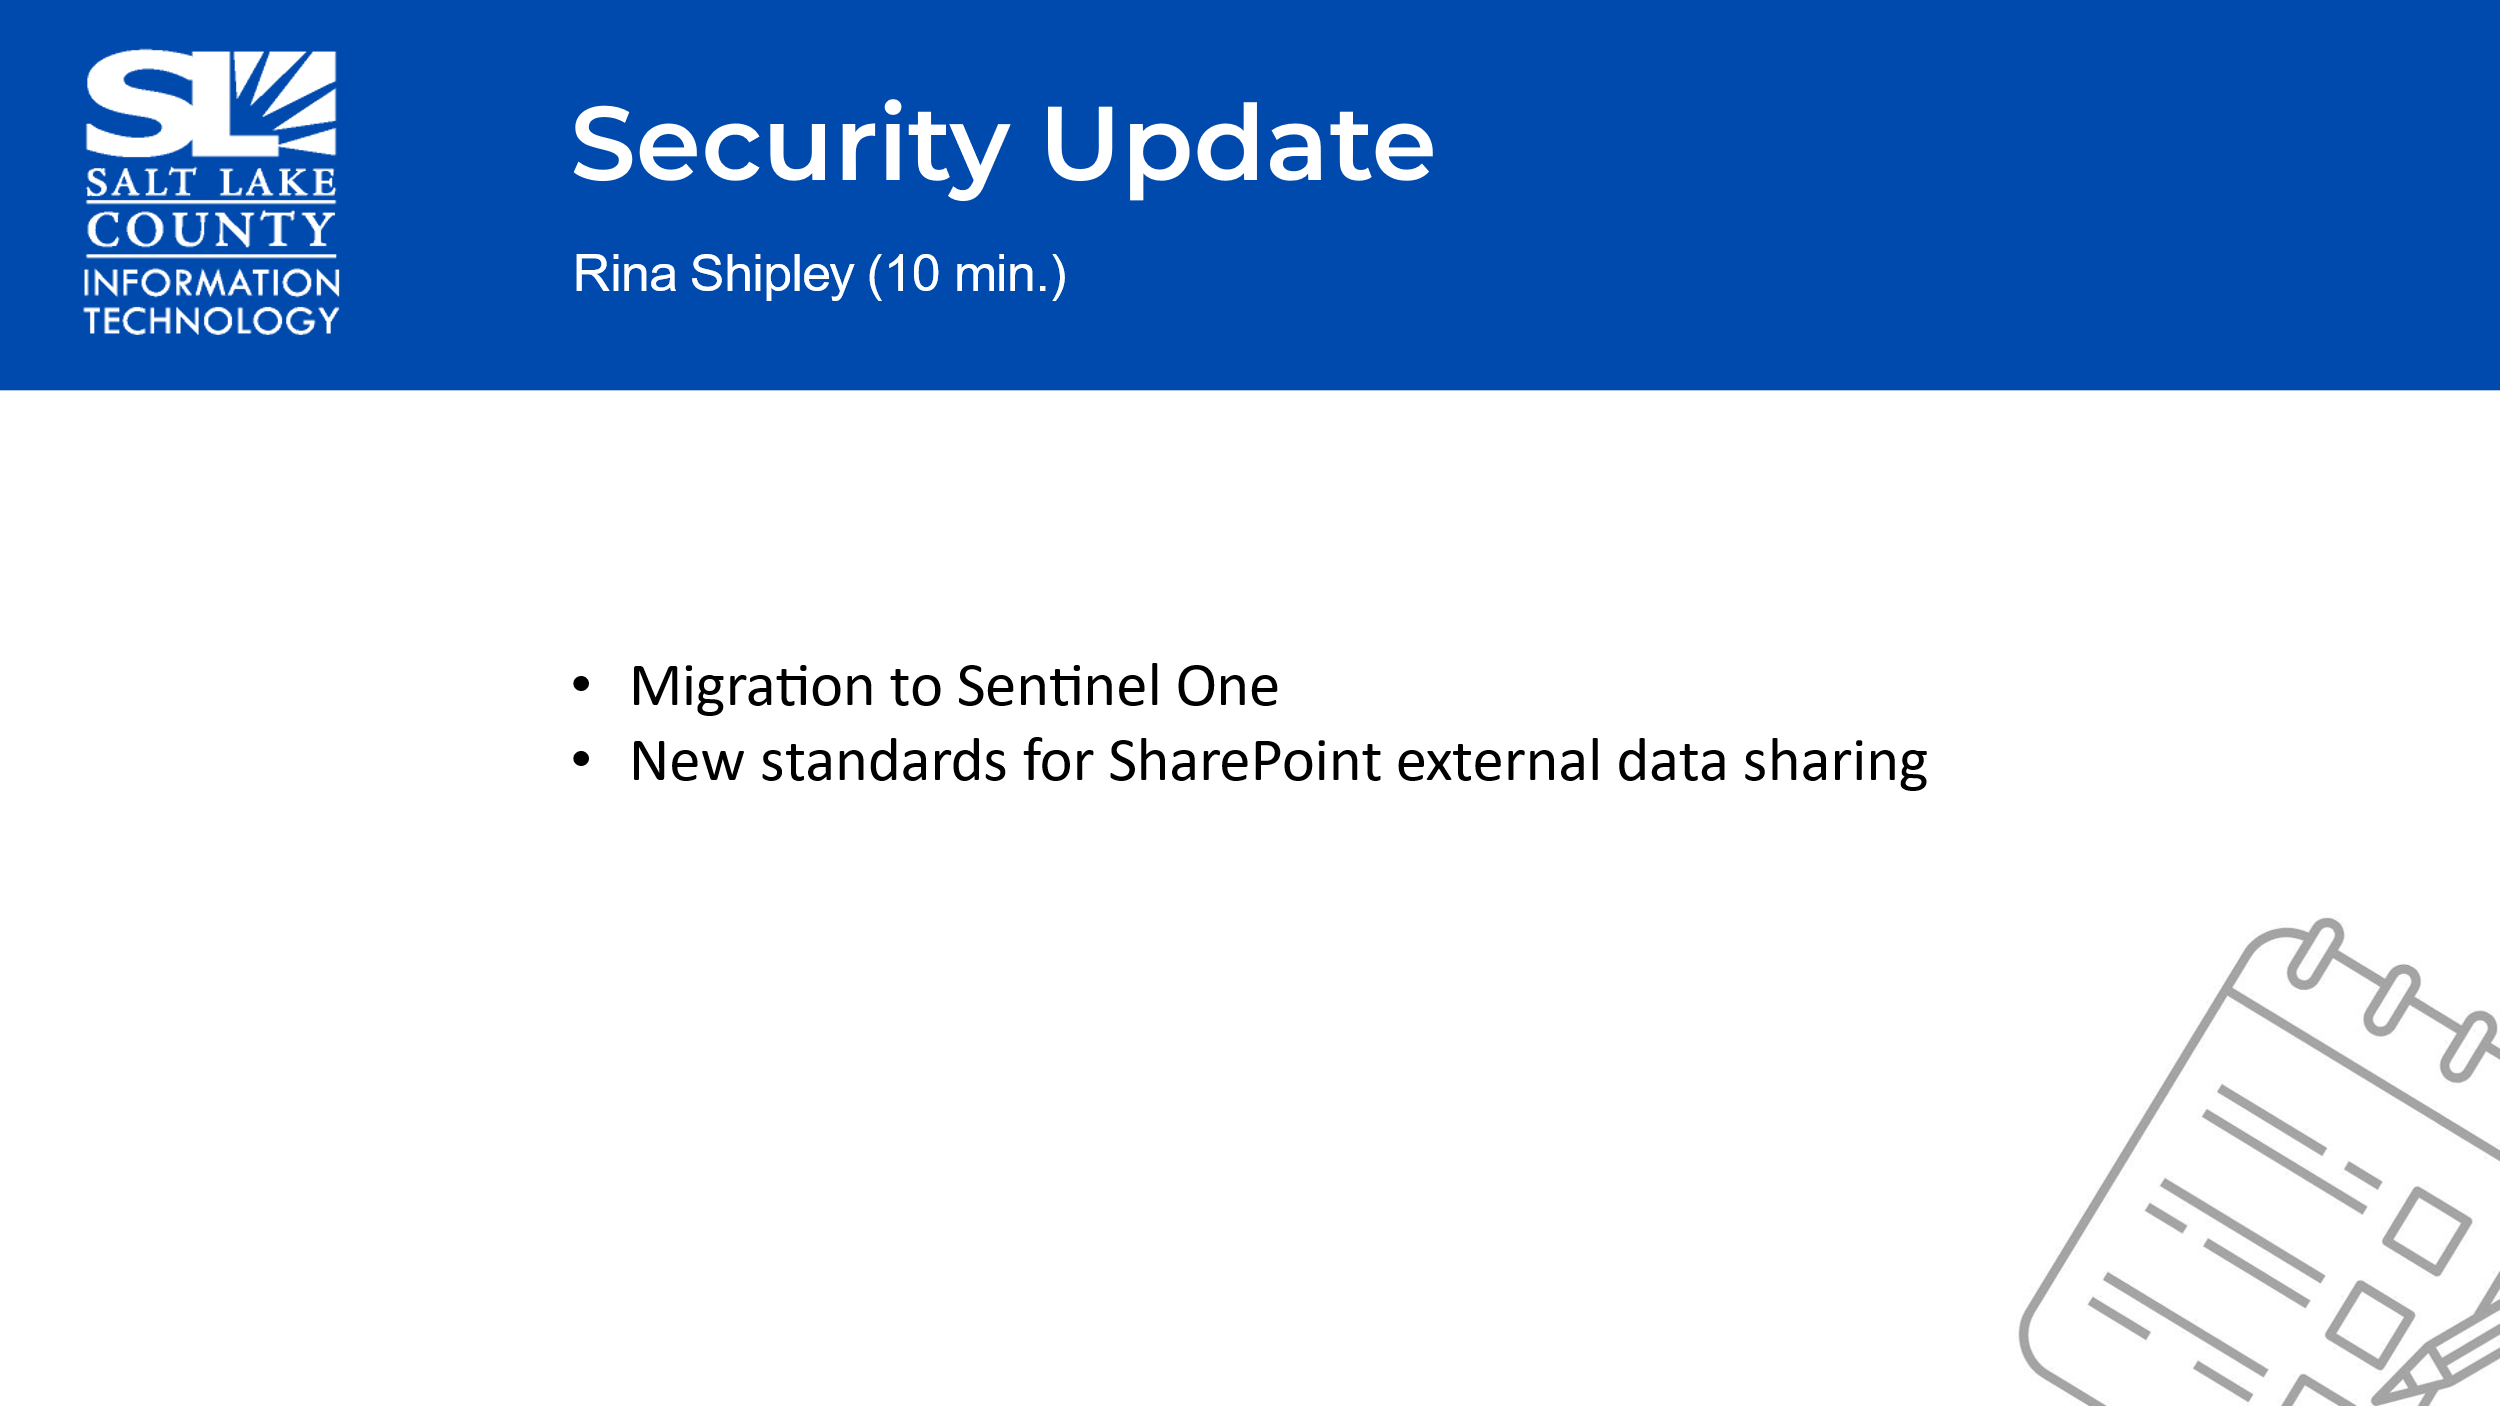 SL
SALT LAKE
COUNTY
INFORMATION
TECHNOLOGY
Security Update
Rina Shipley (10 min.)
• Migration to Sentinel One
• New standards for SharePoint external data sharing